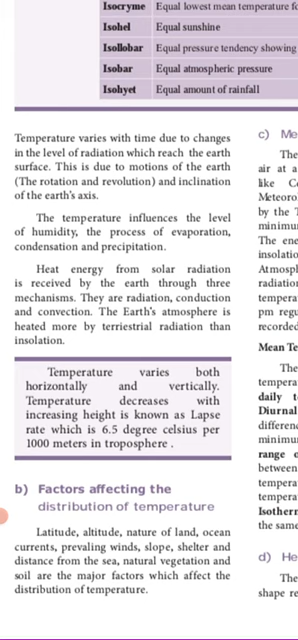 Isocryme Equal lowest mean temperature
Isohel Equal sunshine
Isollobar Equal pressure tendency showing
Isobar Equal atmospheric pressure
Isohyet Equal amount of rainfall
Temperature varies with time due to changes
in the level of radiation which reach the earth
surface. This is due to motions of the earth
(The rotation and revolution) and inclination
of the earth's axis.
The temperature influences the level
of humidity, the process of evaporation,
condensation and precipitation.
Heat energy from solar radiation
is received by the earth through three
mechanisms. They are radiation, conduction
and convection. The Earth's atmosphere is
heated more by terriestrial radiation than
insolation.
Temperature varies both
horizontally and vertically.
Temperature decreases with
increasing height is known as Lapse
rate which is 6.5 degree celsius per
1000 meters in troposphere .
b) Factors affecting the
distribution of temperature
Latitude, altitude, nature of land, ocean
currents, prevaling winds, slope, shelter and
distance from the sea, natural vegetation and
soil are the major factors which affect the
distribution of temperature.
c) Me
The
air at a
like
Meteoro
by the
minimu
The ene
insolatio
Atmosph
radiation
tempera
pm regu
recorded
Mean Te
The
tempera
daily t
Diurnal
differenc
minimu
range o
between
tempera
tempera
Isotherm
the same
d) He
The
shape re